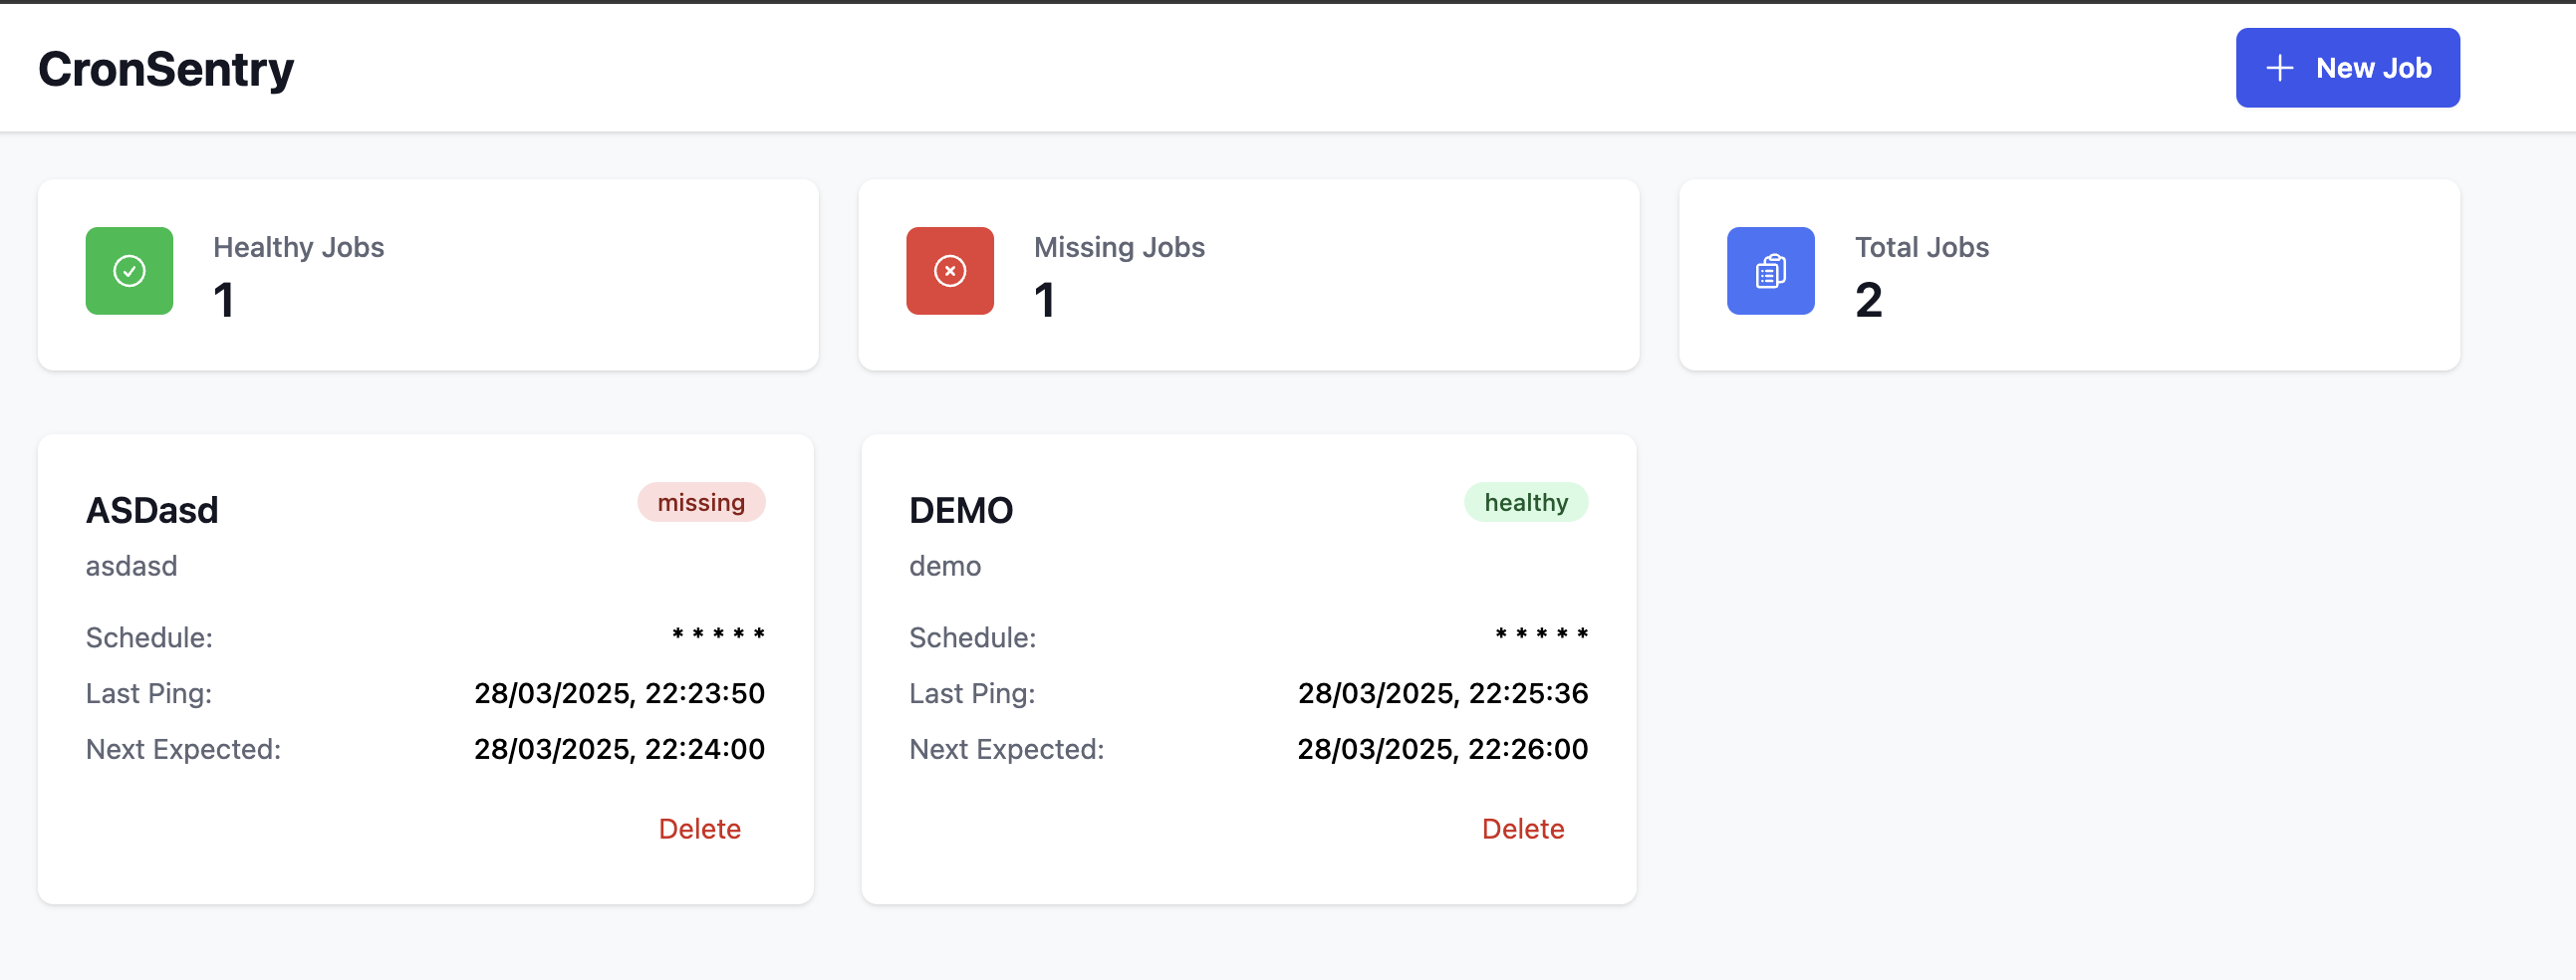 CronSentry
New Job
Healthy Jobs
1
Missing Jobs
1
Total Jobs
2
ASDasd
missing
asdasd
Schedule: * * * * *
Last Ping: 28/03/2025, 22:23:50
Next Expected: 28/03/2025, 22:24:00
Delete
DEMO
healthy
demo
Schedule: * * * * *
Last Ping: 28/03/2025, 22:25:36
Next Expected: 28/03/2025, 22:26:00
Delete